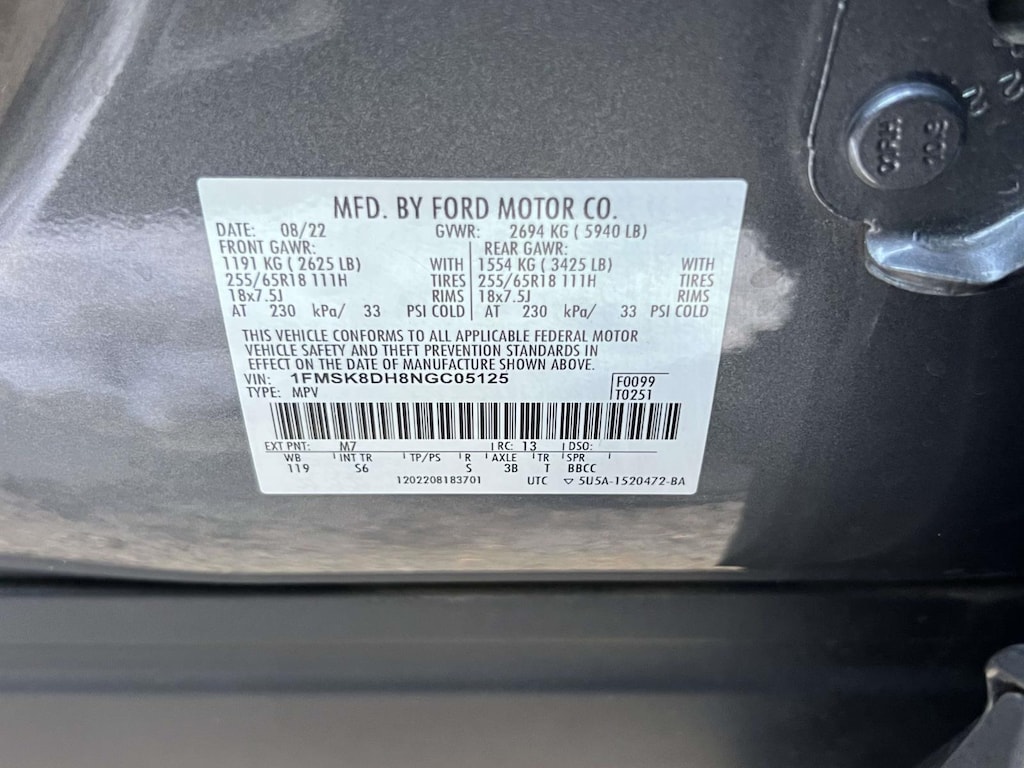 MFD. BY FORD MOTOR CO.
DATE: 08/22 GVWR: 2694 KG ( 5940 LB)
FRONT GAWR: REAR GAWR:
1191 KG ( 2625 LB) WITH 1554 KG ( 3425 LB) WITH
255/65R18 111H TIRES 255/65R18 111H TIRES
18x7.5J RIMS 18x7.5J RIMS
AT 230 kPa/ 33 PSI COLD AT 230 kPa/ 33 PSI COLD
THIS VEHICLE CONFORMS TO ALL APPLICABLE FEDERAL MOTOR
VEHICLE SAFETY AND THEFT PREVENTION STANDARDS IN
EFFECT ON THE DATE OF MANUFACTURE SHOWN ABOVE.
VIN: 1FMSK8DH8NGC05125 F0099
TYPE: MPV T0251
EXT PNT: M7 RC: 13 DSO:
WB INT TR TP/PS R AXLE TR SPR
119 S6 S 3B T BBCC
1202208183701 UTC ▽ 5U5A-1520472-BA
10.9